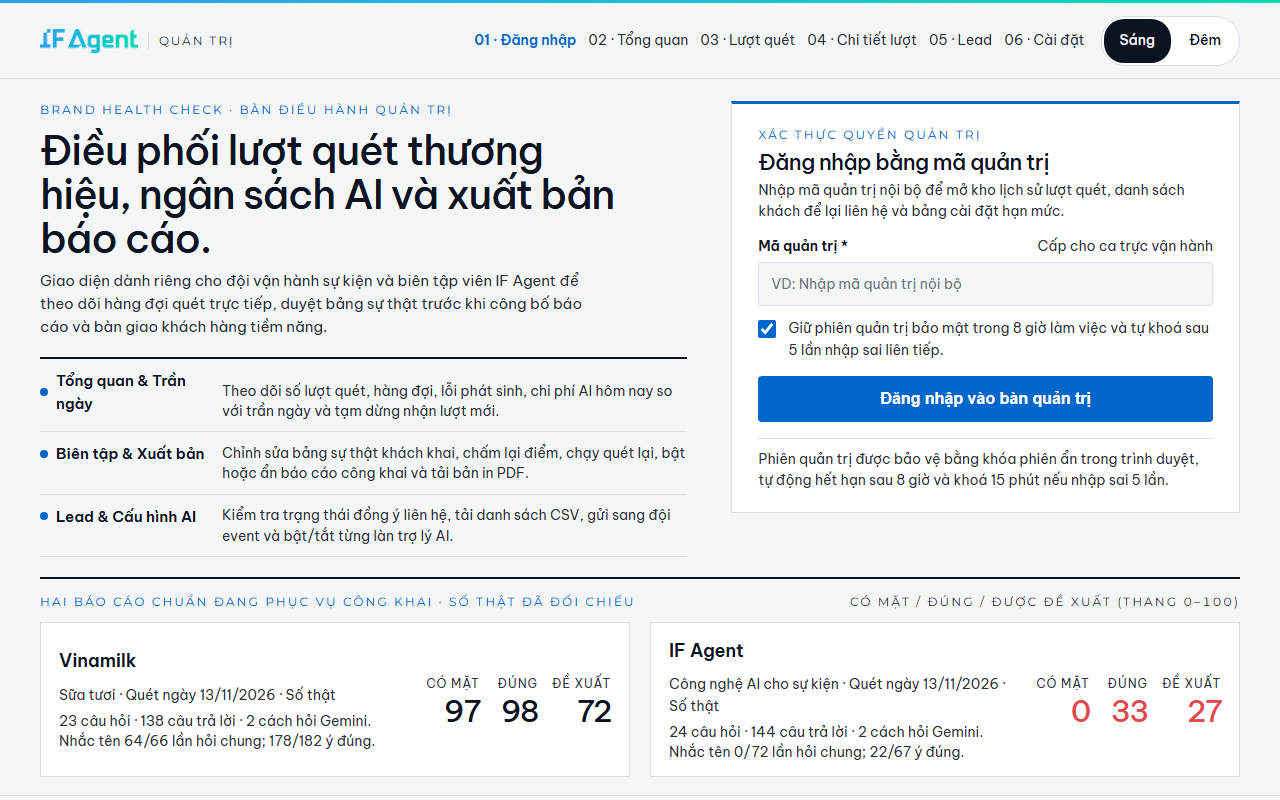 IF Agent
QUẢN TRỊ
01 · Đăng nhập
02 · Tổng quan
03 · Lượt quét
04 · Chi tiết lượt
05 · Lead
06 · Cài đặt
Sáng
Đêm
BRAND HEALTH CHECK · BÀN ĐIỀU HÀNH QUẢN TRỊ
Điều phối lượt quét thương
hiệu, ngân sách AI và xuất bản
báo cáo.
Giao diện dành riêng cho đội vận hành sự kiện và biên tập viên IF Agent để
theo dõi hàng đợi quét trực tiếp, duyệt bảng sự thật trước khi công bố báo
cáo và bàn giao khách hàng tiềm năng.
Tổng quan & Trần
ngày
Theo dõi số lượt quét, hàng đợi, lỗi phát sinh, chi phí AI hôm nay so
với trần ngày và tạm dừng nhận lượt mới.
Biên tập & Xuất bản
Chỉnh sửa bảng sự thật khách khai, chấm lại điểm, chạy quét lại, bật
hoặc ẩn báo cáo công khai và tải bản in PDF.
Lead & Cấu hình AI
Kiểm tra trạng thái đồng ý liên hệ, tải danh sách CSV, gửi sang đội
event và bật/tắt từng làn trợ lý AI.
XÁC THỰC QUYỀN QUẢN TRỊ
Đăng nhập bằng mã quản trị
Nhập mã quản trị nội bộ để mở kho lịch sử lượt quét, danh sách
khách để lại liên hệ và bảng cài đặt hạn mức.
Mã quản trị *
Cấp cho ca trực vận hành
VD: Nhập mã quản trị nội bộ
Giữ phiên quản trị bảo mật trong 8 giờ làm việc và tự khoá sau
5 lần nhập sai liên tiếp.
Đăng nhập vào bàn quản trị
Phiên quản trị được bảo vệ bằng khóa phiên ẩn trong trình duyệt,
tự động hết hạn sau 8 giờ và khoá 15 phút nếu nhập sai 5 lần.
HAI BÁO CÁO CHUẨN ĐANG PHỤC VỤ CÔNG KHAI · SỐ THẬT ĐÃ ĐỐI CHIẾU
CÓ MẶT / ĐÚNG / ĐƯỢC ĐỀ XUẤT (THANG 0–100)
Vinamilk
Sữa tươi · Quét ngày 13/11/2026 · Số thật
23 câu hỏi · 138 câu trả lời · 2 cách hỏi Gemini.
Nhắc tên 64/66 lần hỏi chung; 178/182 ý đúng.
CÓ MẶT
97
ĐÚNG
98
ĐỀ XUẤT
72
IF Agent
Công nghệ AI cho sự kiện · Quét ngày 13/11/2026 ·
Số thật
24 câu hỏi · 144 câu trả lời · 2 cách hỏi Gemini.
Nhắc tên 0/72 lần hỏi chung; 22/67 ý đúng.
CÓ MẶT
0
ĐÚNG
33
ĐỀ XUẤT
27